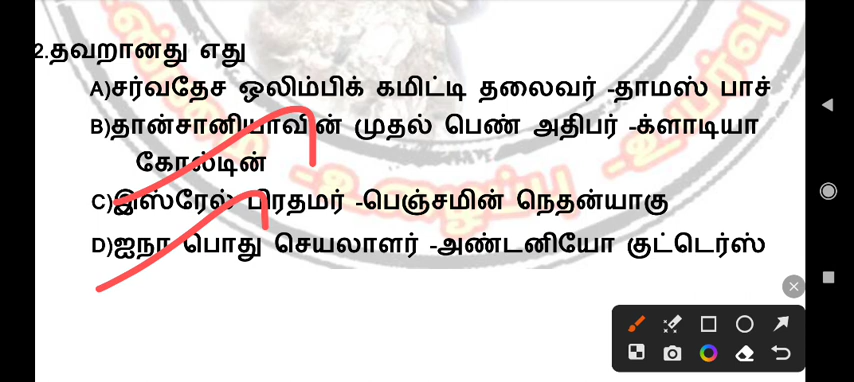 2.தவறானது எது
A)சர்வதேச ஒலிம்பிக் கமிட்டி தலைவர் -தாமஸ் பாச்
B)தான்சானியாவின் முதல் பெண் அதிபர் -க்ளாடியா
கோல்டின்
C)இஸ்ரேல் பிரதமர் -பெஞ்சமின் நெதன்யாகு
D)ஐநா பொது செயலாளர் -அண்டனியோ குட்டெர்ஸ்